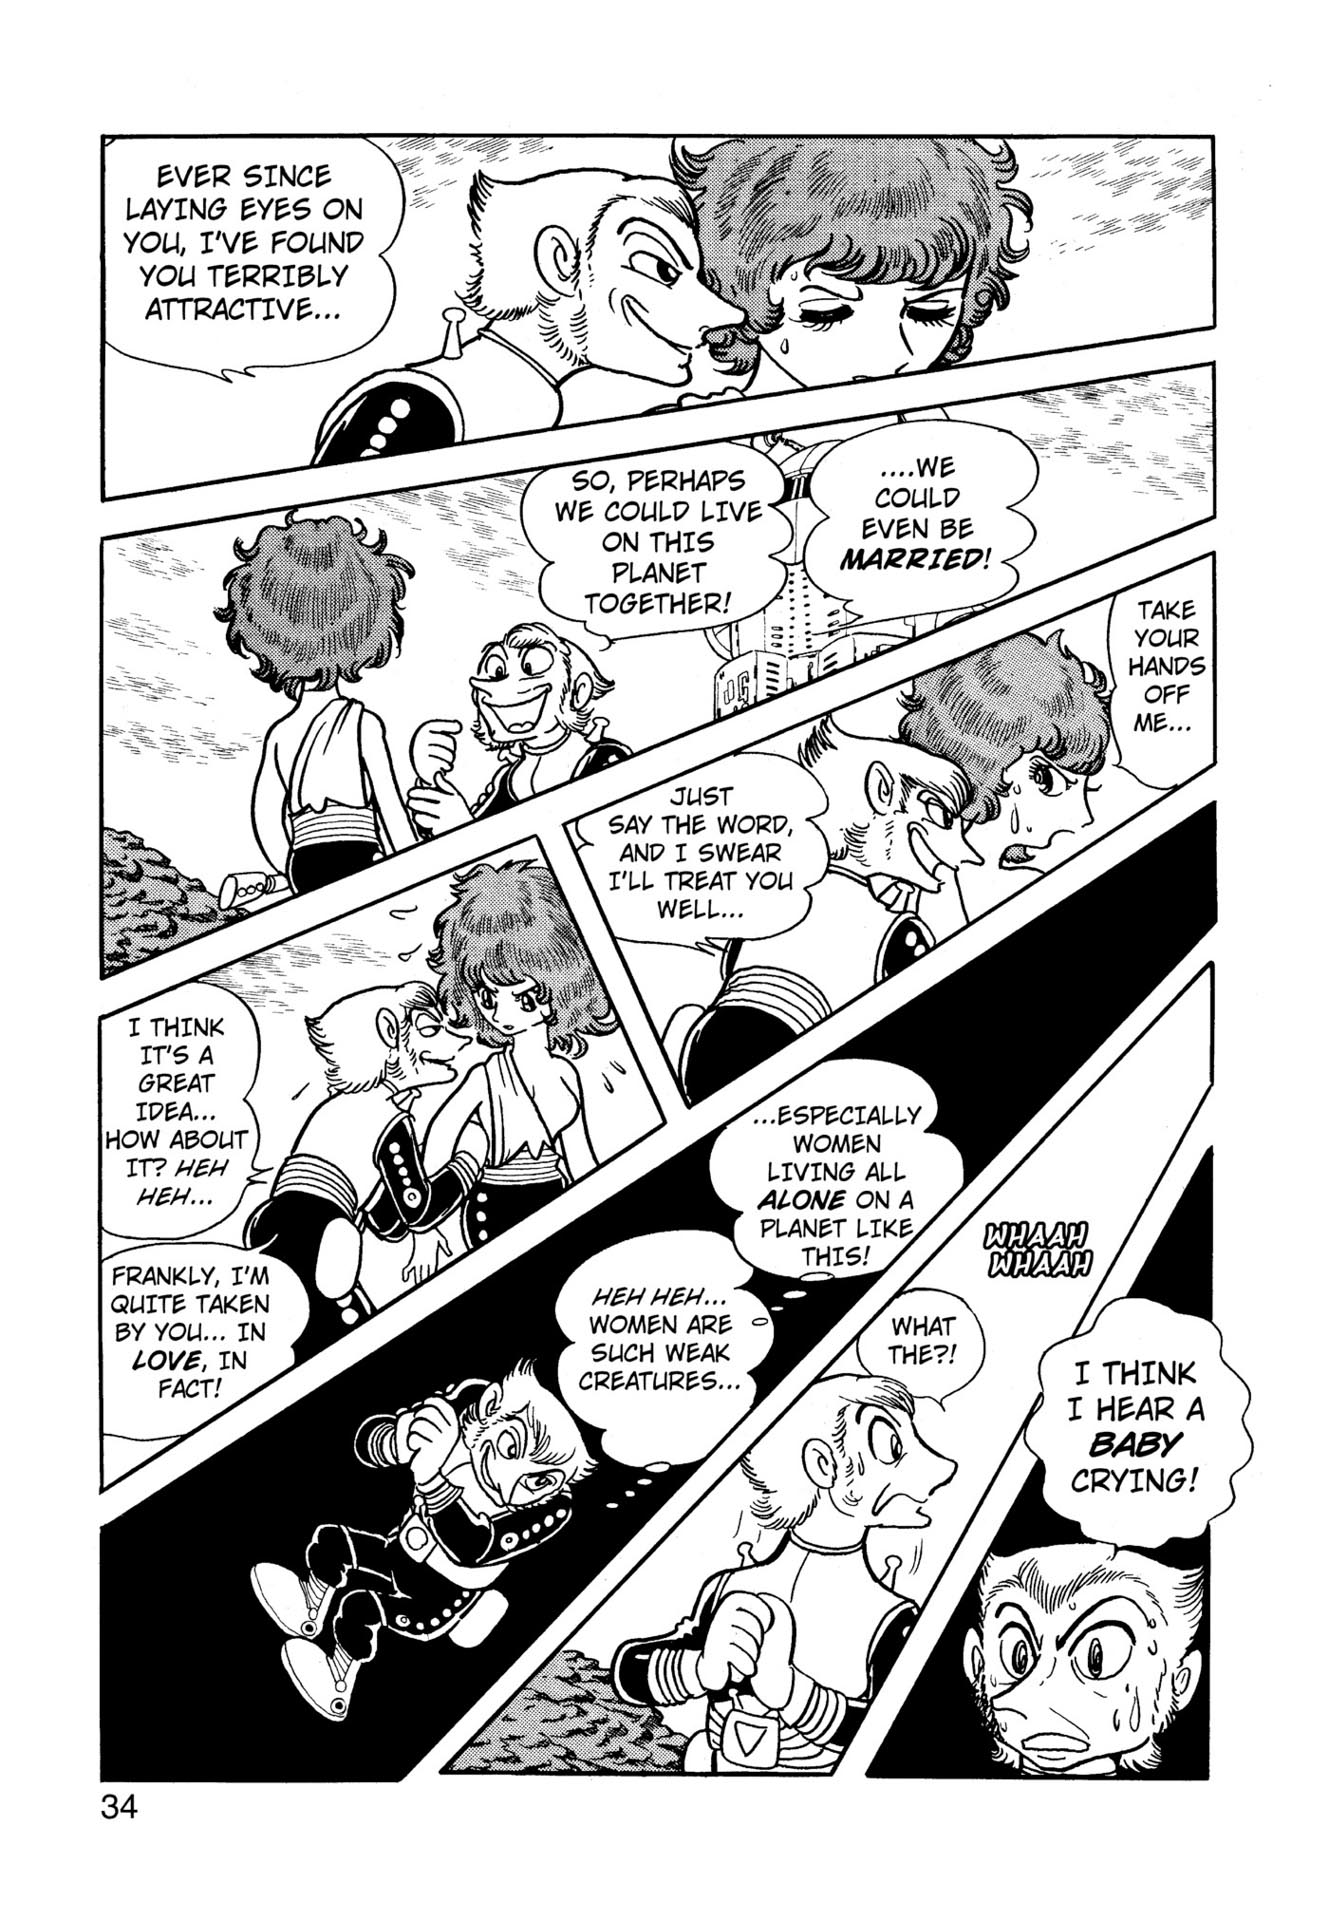 EVER SINCE
LAYING EYES ON
YOU, I'VE FOUND
YOU TERRIBLY
ATTRACTIVE...
SO, PERHAPS
WE COULD LIVE
ON THIS
PLANET
TOGETHER!
....WE
COULD
EVEN BE
MARRIED!
I THINK
IT'S A
GREAT
IDEA...
HOW ABOUT
IT? HEH
HEH...
FRANKLY, I'M
QUITE TAKEN
BY YOU... IN
LOVE, IN
FACT!
JUST
SAY THE WORD,
AND I SWEAR
I'LL TREAT YOU
WELL...
TAKE
YOUR
HANDS
OFF
ME...
HEH HEH...
WOMEN ARE
SUCH WEAK
CREATURES...
...ESPECIALLY
WOMEN
LIVING ALL
ALONE ON A
PLANET LIKE
THIS!
WHAAH
WHAAH
WHAT
THE?!
I THINK
I HEAR A
BABY
CRYING!
34